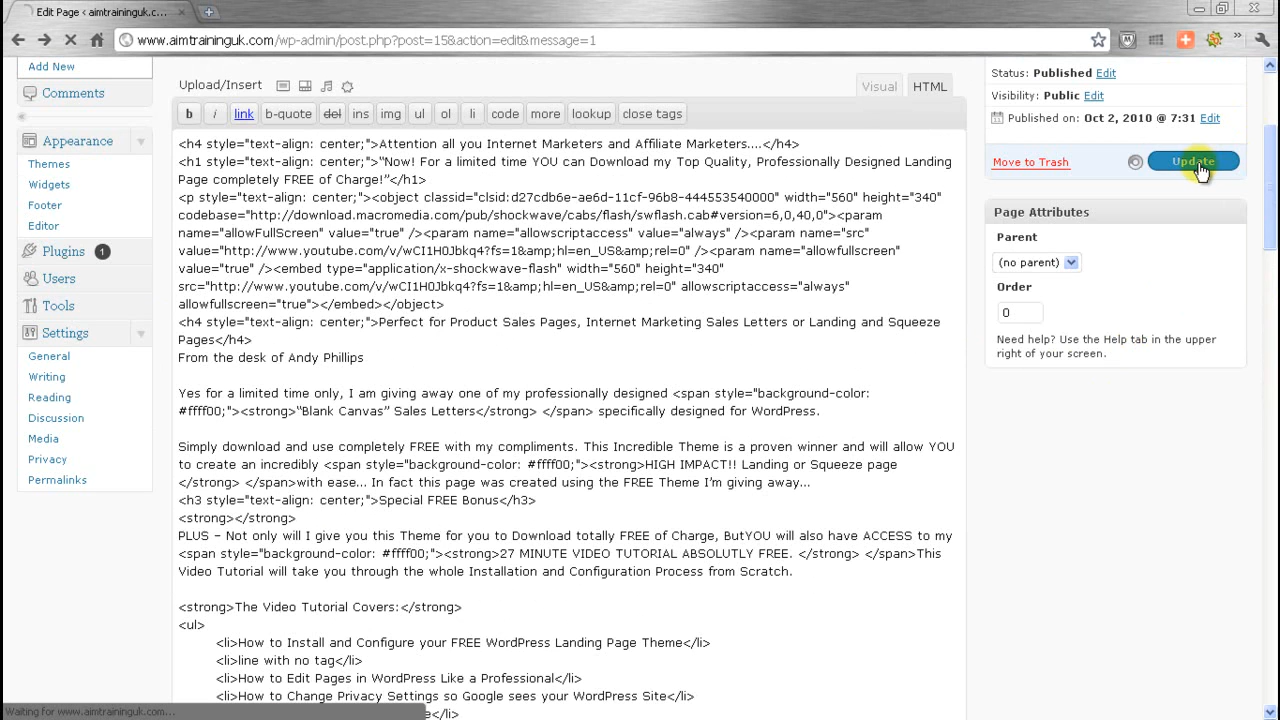 Edit Page < aimtraininguk.c...
www.aimtraininguk.com/wp-admin/post.php?post=15&action=edit&message=1
Add New
Comments
Appearance
Themes
Widgets
Footer
Editor
Plugins 1
Users
Tools
Settings
General
Writing
Reading
Discussion
Media
Privacy
Permalinks
Upload/Insert
Visual
HTML
b
i
link
b-quote
del
ins
img
ul
ol
li
code
more
lookup
close tags
<h4 style="text-align: center;">Attention all you Internet Marketers and Affiliate Marketers....</h4>
<h1 style="text-align: center;">“Now! For a limited time YOU can Download my Top Quality, Professionally Designed Landing
Page completely FREE of Charge!”</h1>
<p style="text-align: center;"><object classid="clsid:d27cdb6e-ae6d-11cf-96b8-444553540000" width="560" height="340"
codebase="http://download.macromedia.com/pub/shockwave/cabs/flash/swflash.cab#version=6,0,40,0"><param
name="allowFullScreen" value="true" /><param name="allowscriptaccess" value="always" /><param name="src"
value="http://www.youtube.com/v/wCI1H0Jbkq4?fs=1&amp;hl=en_US&amp;rel=0" /><param name="allowfullscreen"
value="true" /><embed type="application/x-shockwave-flash" width="560" height="340"
src="http://www.youtube.com/v/wCI1H0Jbkq4?fs=1&amp;hl=en_US&amp;rel=0" allowscriptaccess="always"
allowfullscreen="true"></embed></object>
<h4 style="text-align: center;">Perfect for Product Sales Pages, Internet Marketing Sales Letters or Landing and Squeeze
Pages</h4>
From the desk of Andy Phillips
Yes for a limited time only, I am giving away one of my professionally designed <span style="background-color:
#ffff00;"><strong>“Blank Canvas” Sales Letters</strong> </span> specifically designed for WordPress.
Simply download and use completely FREE with my compliments. This Incredible Theme is a proven winner and will allow YOU
to create an incredibly <span style="background-color: #ffff00;"><strong>HIGH IMPACT!! Landing or Squeeze page
</strong> </span>with ease... In fact this page was created using the FREE Theme I’m giving away...
<h3 style="text-align: center;">Special FREE Bonus</h3>
<strong></strong>
PLUS – Not only will I give you this Theme for you to Download totally FREE of Charge, ButYOU will also have ACCESS to my
<span style="background-color: #ffff00;"><strong>27 MINUTE VIDEO TUTORIAL ABSOLUTLY FREE. </strong> </span>This
Video Tutorial will take you through the whole Installation and Configuration Process from Scratch.
<strong>The Video Tutorial Covers:</strong>
<ul>
<li>How to Install and Configure your FREE WordPress Landing Page Theme</li>
<li>line with no tag</li>
<li>How to Edit Pages in WordPress Like a Professional</li>
<li>How to Change Privacy Settings so Google sees your WordPress Site</li>
e</li>
Status: Published Edit
Visibility: Public Edit
Published on: Oct 2, 2010 @ 7:31 Edit
Move to Trash
Update
Page Attributes
Parent
(no parent)
Order
0
Need help? Use the Help tab in the upper
right of your screen.
Waiting for www.aimtraininguk.com...